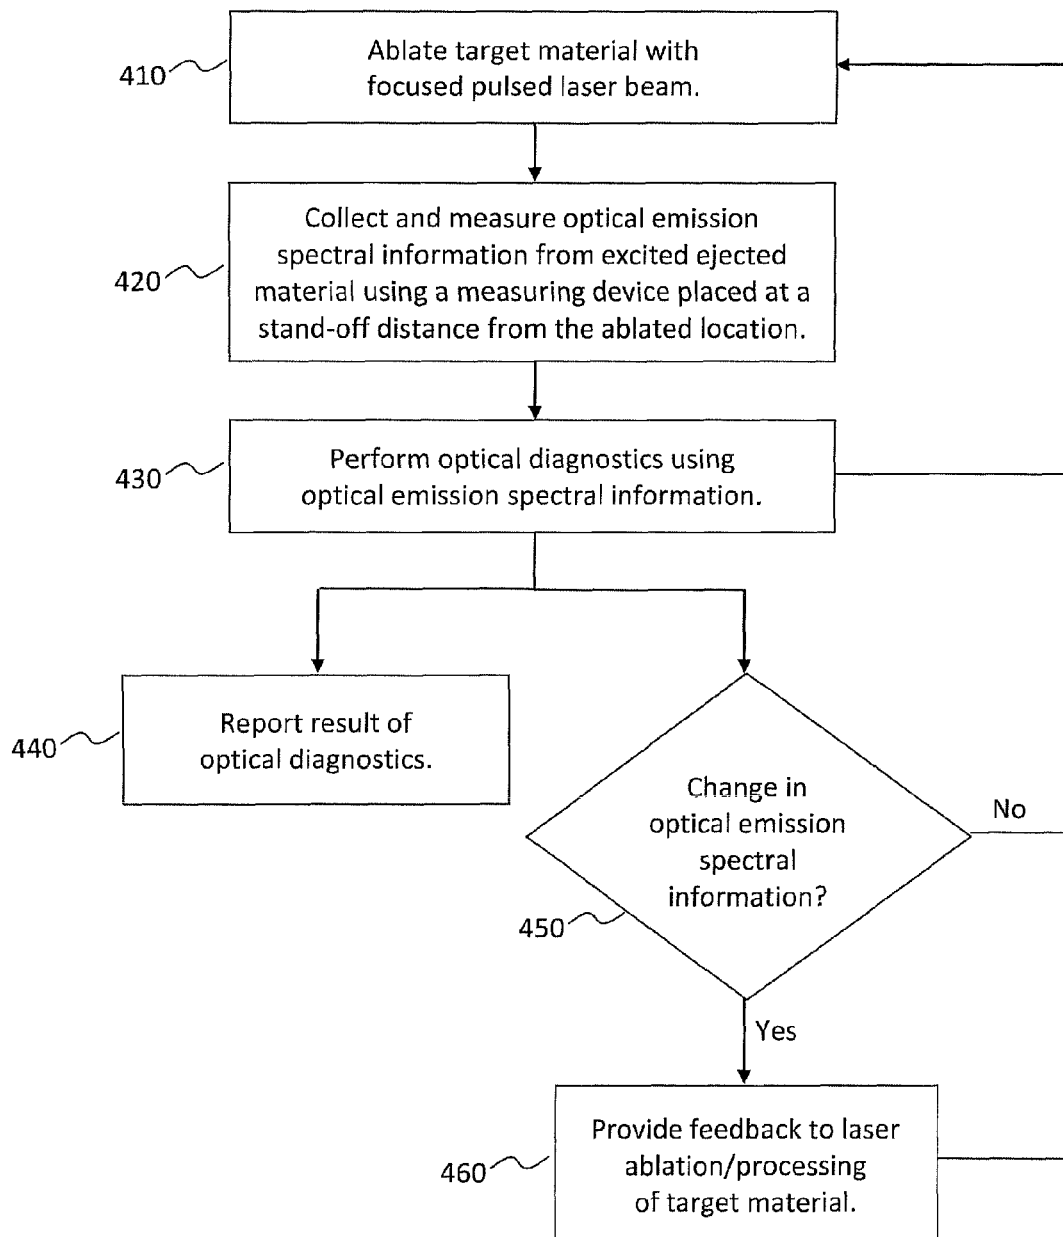 410
Ablate target material with
focused pulsed laser beam.
420
Collect and measure optical emission
spectral information from excited ejected
material using a measuring device placed at a
stand-off distance from the ablated location.
430
Perform optical diagnostics using
optical emission spectral information.
440
Report result of
optical diagnostics.
450
Change in
optical emission
spectral
information?
No
Yes
460
Provide feedback to laser
ablation/processing
of target material.